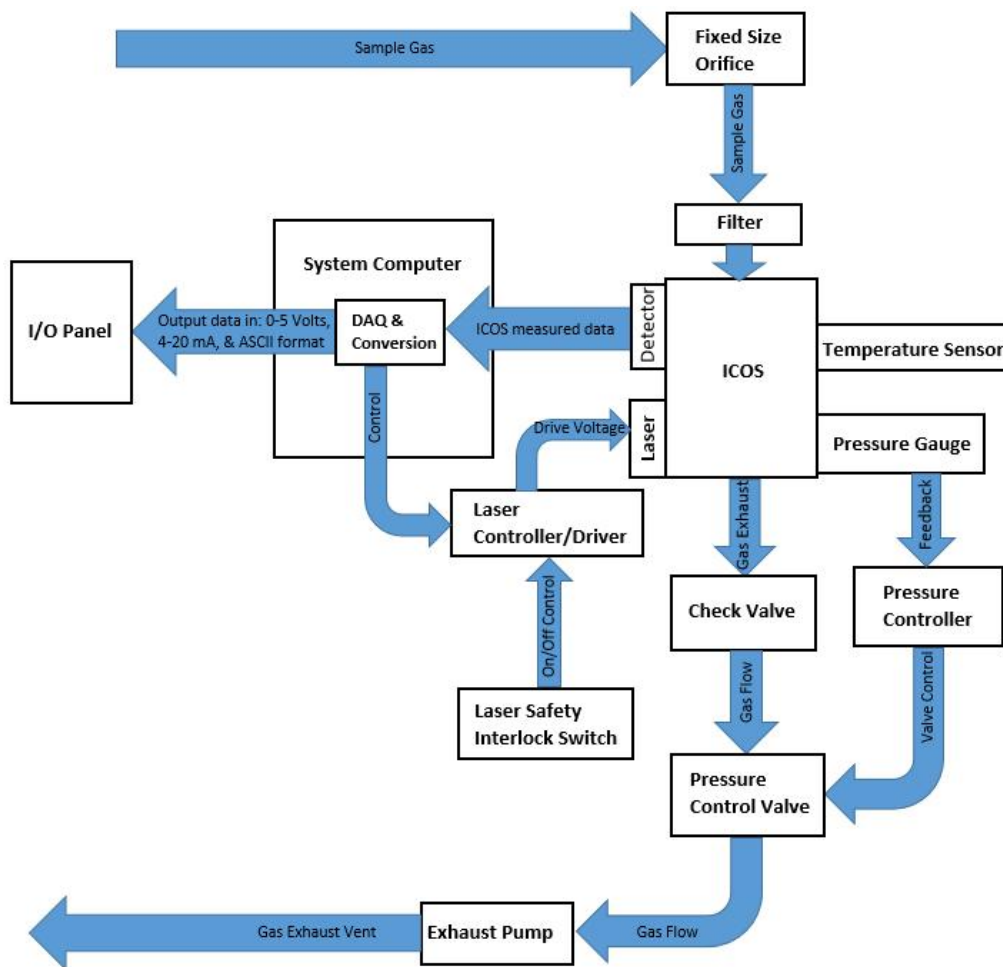 Sample Gas
Fixed Size
Orifice
Sample Gas
Filter
System Computer
I/O Panel
Output data in: 0-5 Volts,
4-20 mA, & ASCII format
DAQ &
Conversion
ICOS measured data
Detector
ICOS
Temperature Sensor
Control
Drive Voltage
Laser
Pressure Gauge
Laser
Controller/Driver
Gas Exhaust
Feedback
On/Off Control
Check Valve
Pressure
Controller
Laser Safety
Interlock Switch
Gas Flow
Valve Control
Pressure
Control Valve
Gas Exhaust Vent
Exhaust Pump
Gas Flow